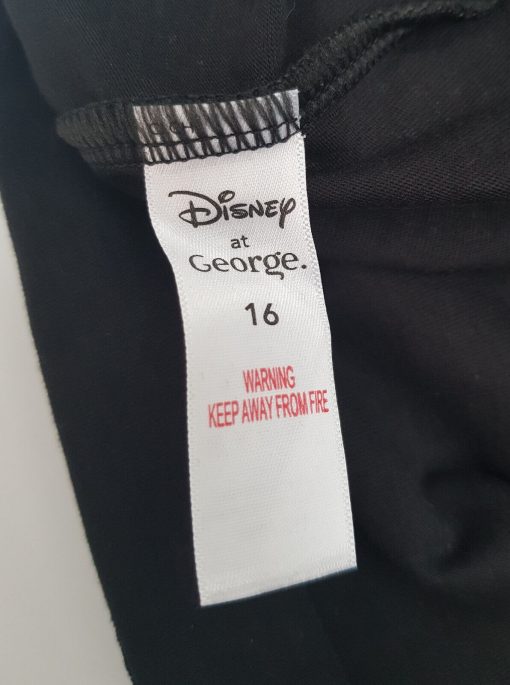 Disney
at
George.
16
WARNING
KEEP AWAY FROM FIRE